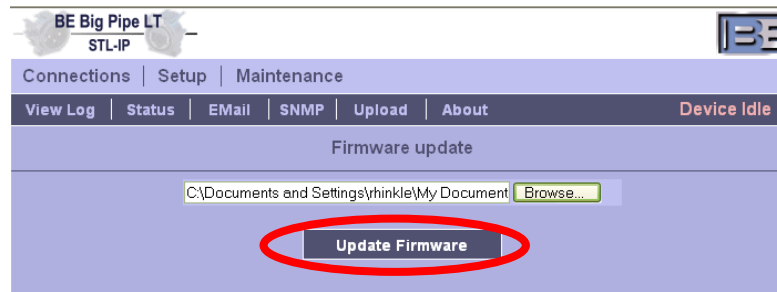 BE Big Pipe LT
STL-IP
BE
Connections | Setup | Maintenance
View Log | Status | EMail | SNMP | Upload | About Device Idle
Firmware update
C:\Documents and Settings\rhinkle\My Document Browse...
Update Firmware